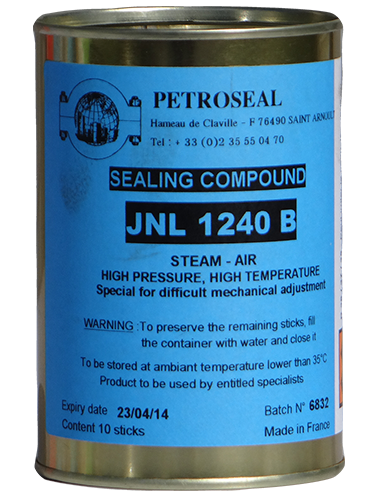 PETROSEAL
Hameau de Claville - F 76490 SAINT ARNOULT
Tel : + 33 (0)2 35 55 04 70
SEALING COMPOUND
JNL 1240 B
STEAM - AIR
HIGH PRESSURE, HIGH TEMPERATURE
Special for difficult mechanical adjustment
WARNING : To preserve the remaining sticks, fill
the container with water and close it
To be stored at ambiant temperature lower than 35°C
Product to be used by entitled specialists
Expiry date 23/04/14
Batch N° 6832
Content 10 sticks
Made in France